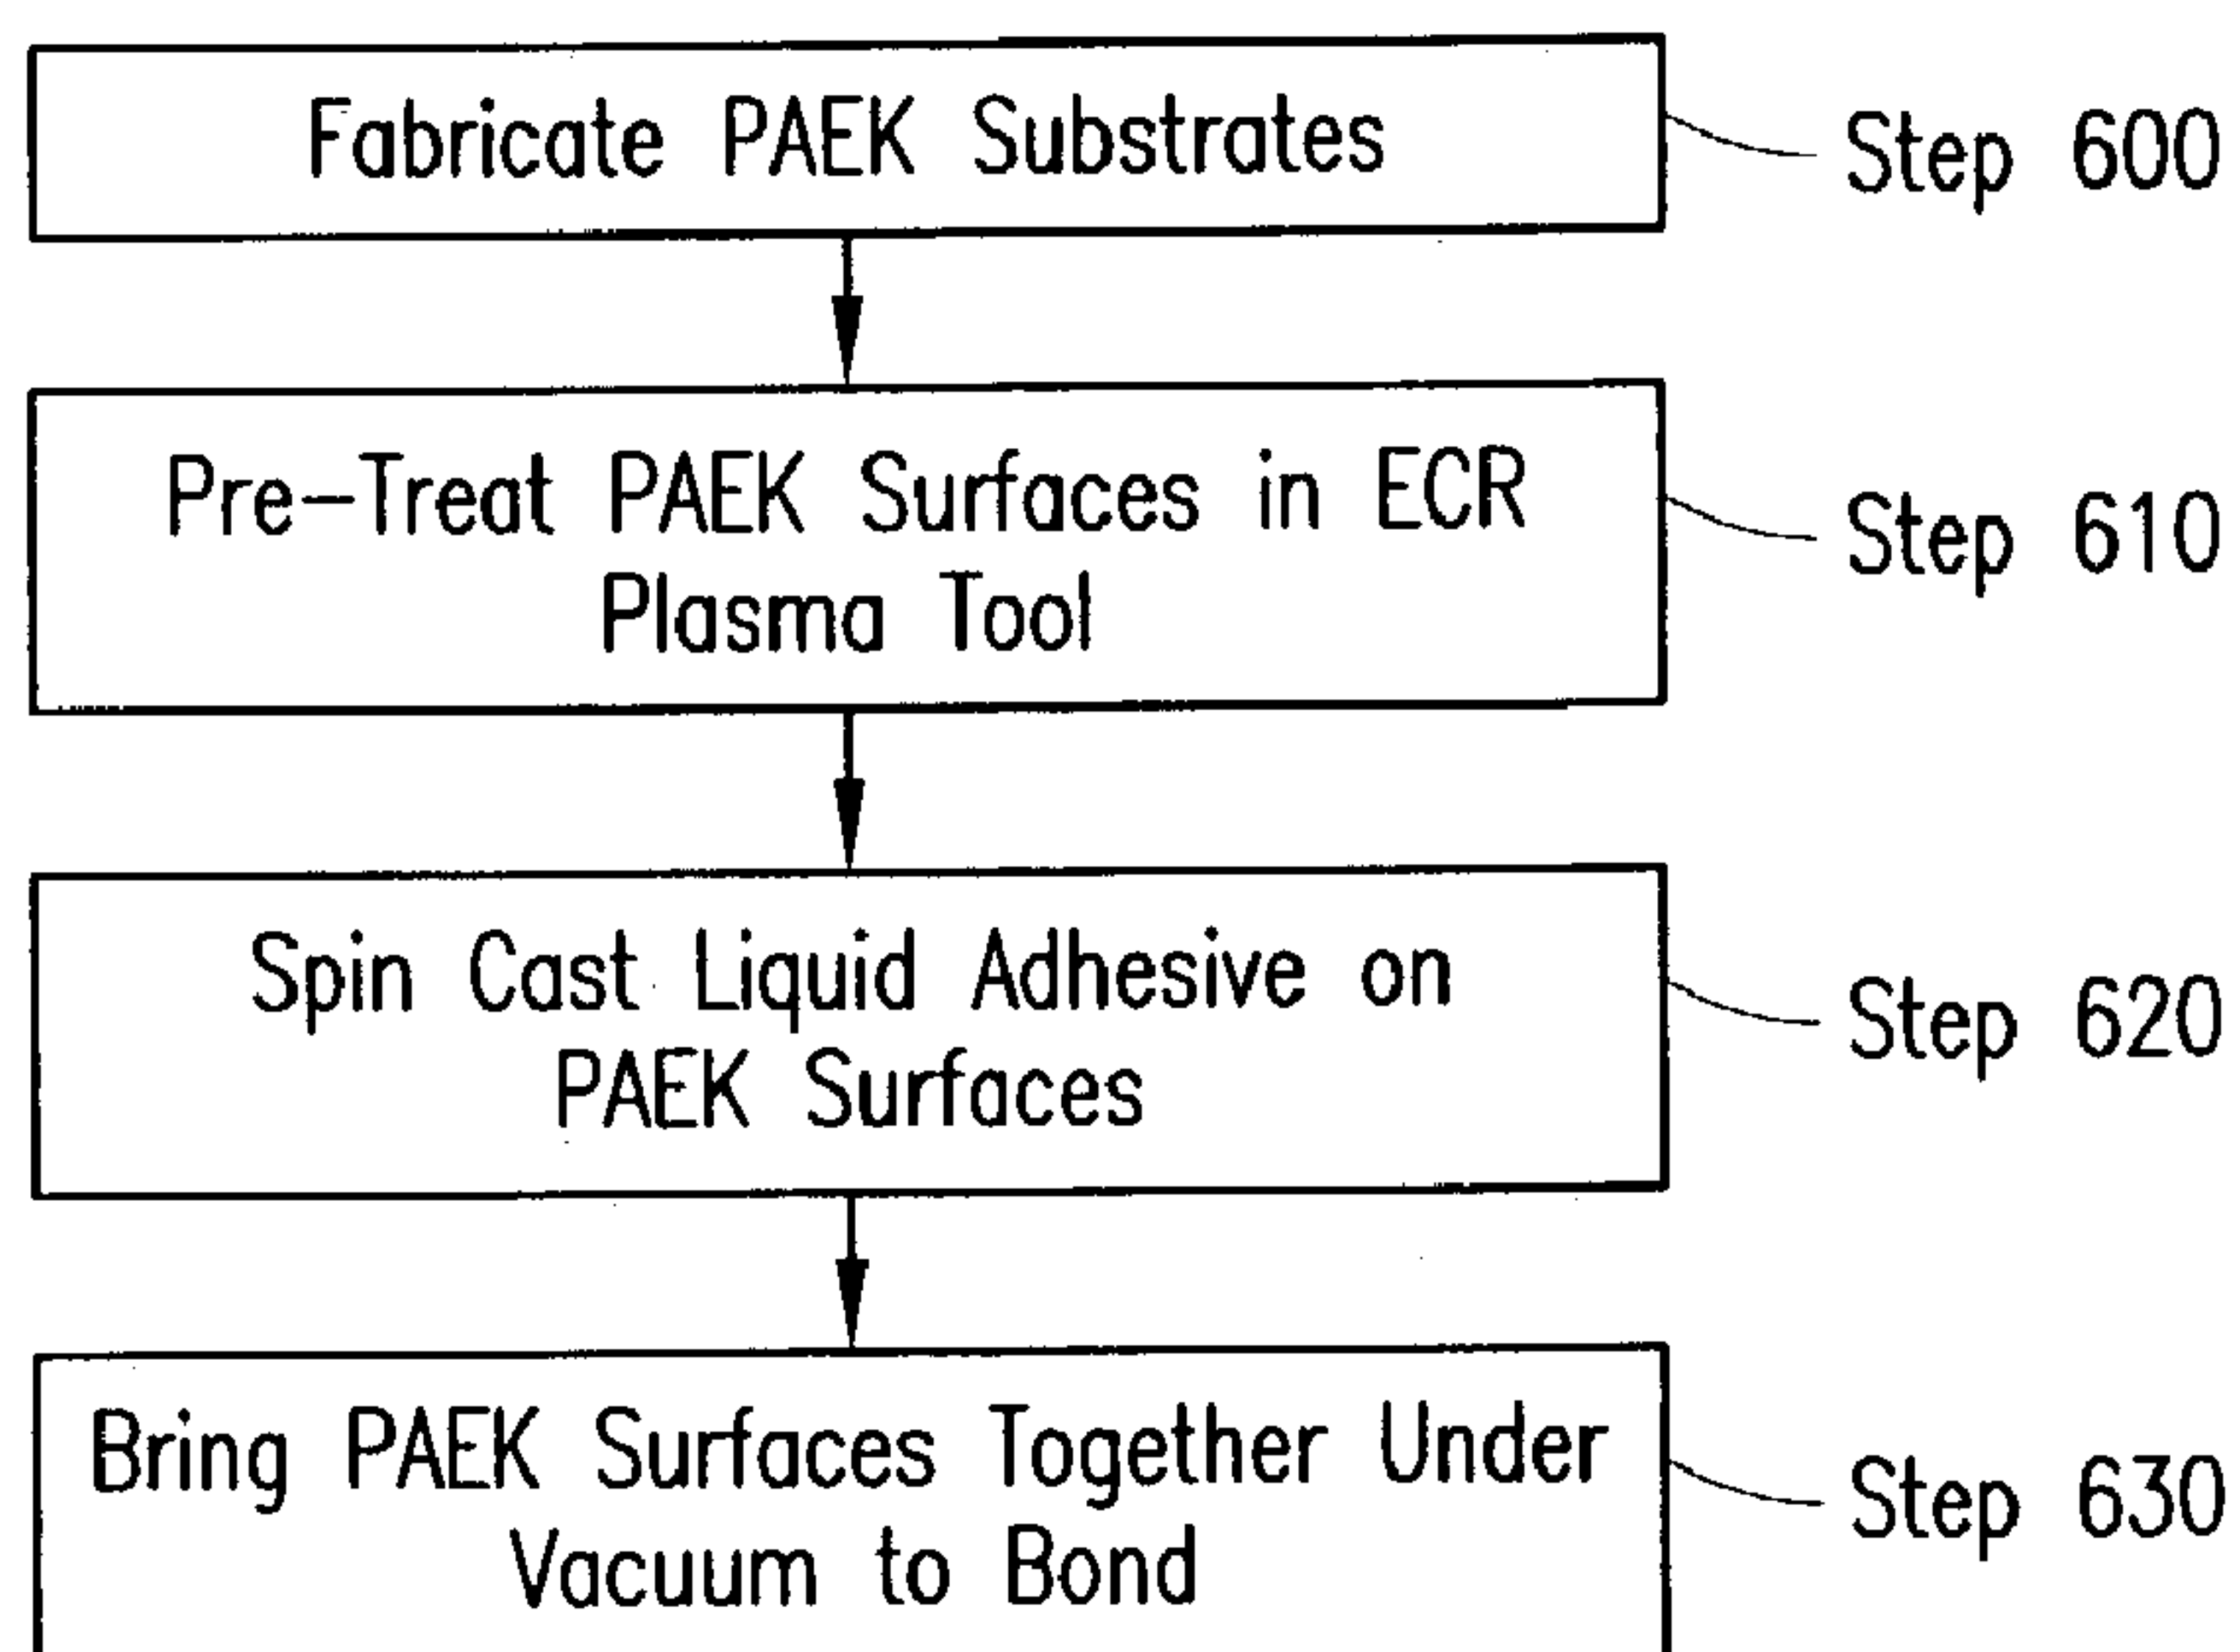 Fabricate PAEK Substrates
Step 600
Pre-Treat PAEK Surfaces in ECR
Plasma Tool
Step 610
Spin Cast Liquid Adhesive on
PAEK Surfaces
Step 620
Bring PAEK Surfaces Together Under
Vacuum to Bond
Step 630